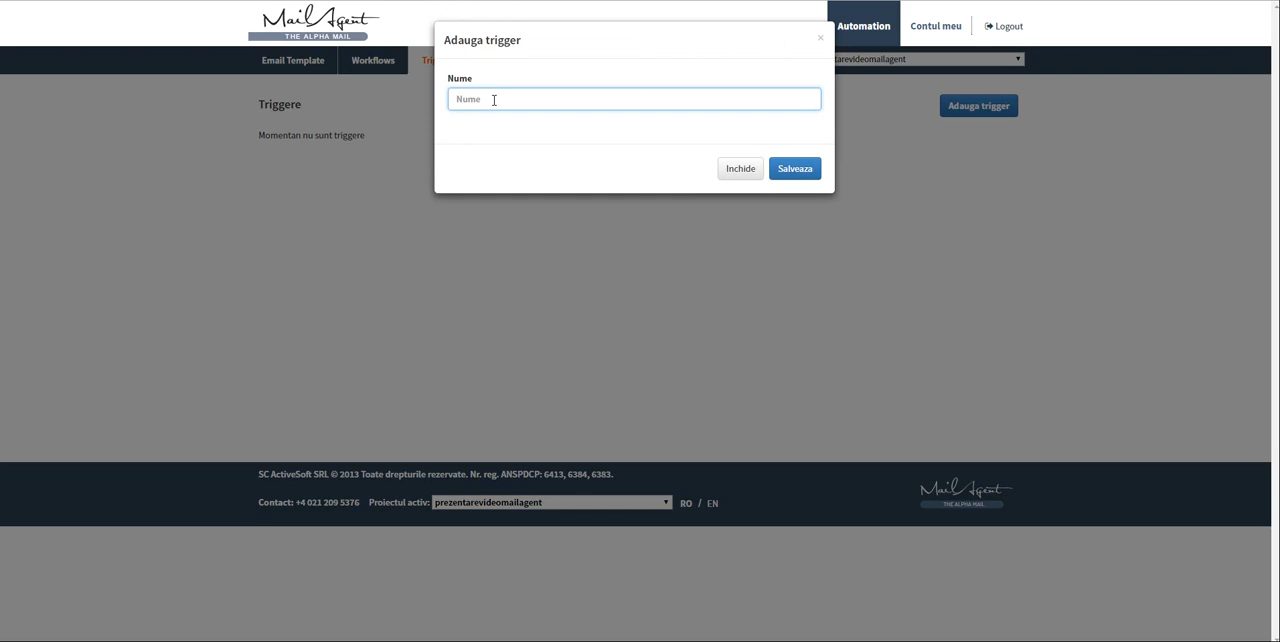 Mail Agent
THE ALPHA MAIL
Automation
Contul meu
Logout
Email Template
Workflows
Tri
tarevideomailagent
Adauga trigger
×
Nume
Nume
Inchide
Salveaza
Triggere
Adauga trigger
Momentan nu sunt triggere
SC ActiveSoft SRL © 2013 Toate drepturile rezervate. Nr. reg. ANSPDCP: 6413, 6384, 6383.
Contact: +4 021 209 5376 Proiectul activ: prezentarevideomailagent RO / EN
Mail Agent
THE ALPHA MAIL